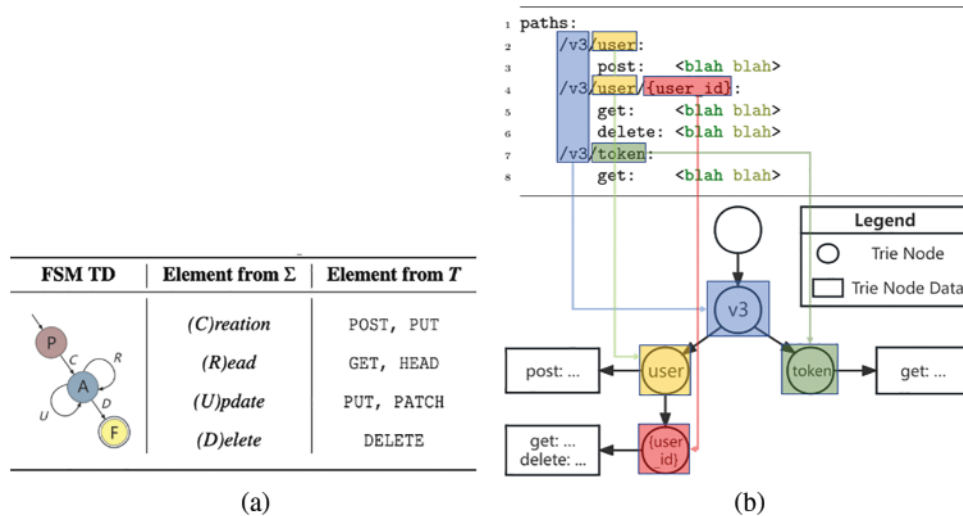 FSM TD Element from Σ Element from T
P
C
R
A
U
D
F
(C)reation POST, PUT
(R)ead GET, HEAD
(U)pdate PUT, PATCH
(D)elete DELETE
(a)
1 paths:
2 /v3/user:
3 post: <blah blah>
4 /v3/user/{user_id}:
5 get: <blah blah>
6 delete: <blah blah>
7 /v3/token:
8 get: <blah blah>
Legend
Trie Node
Trie Node Data
v3
post: ...
user
token
get: ...
get: ...
delete: ...
{user
_id}
(b)